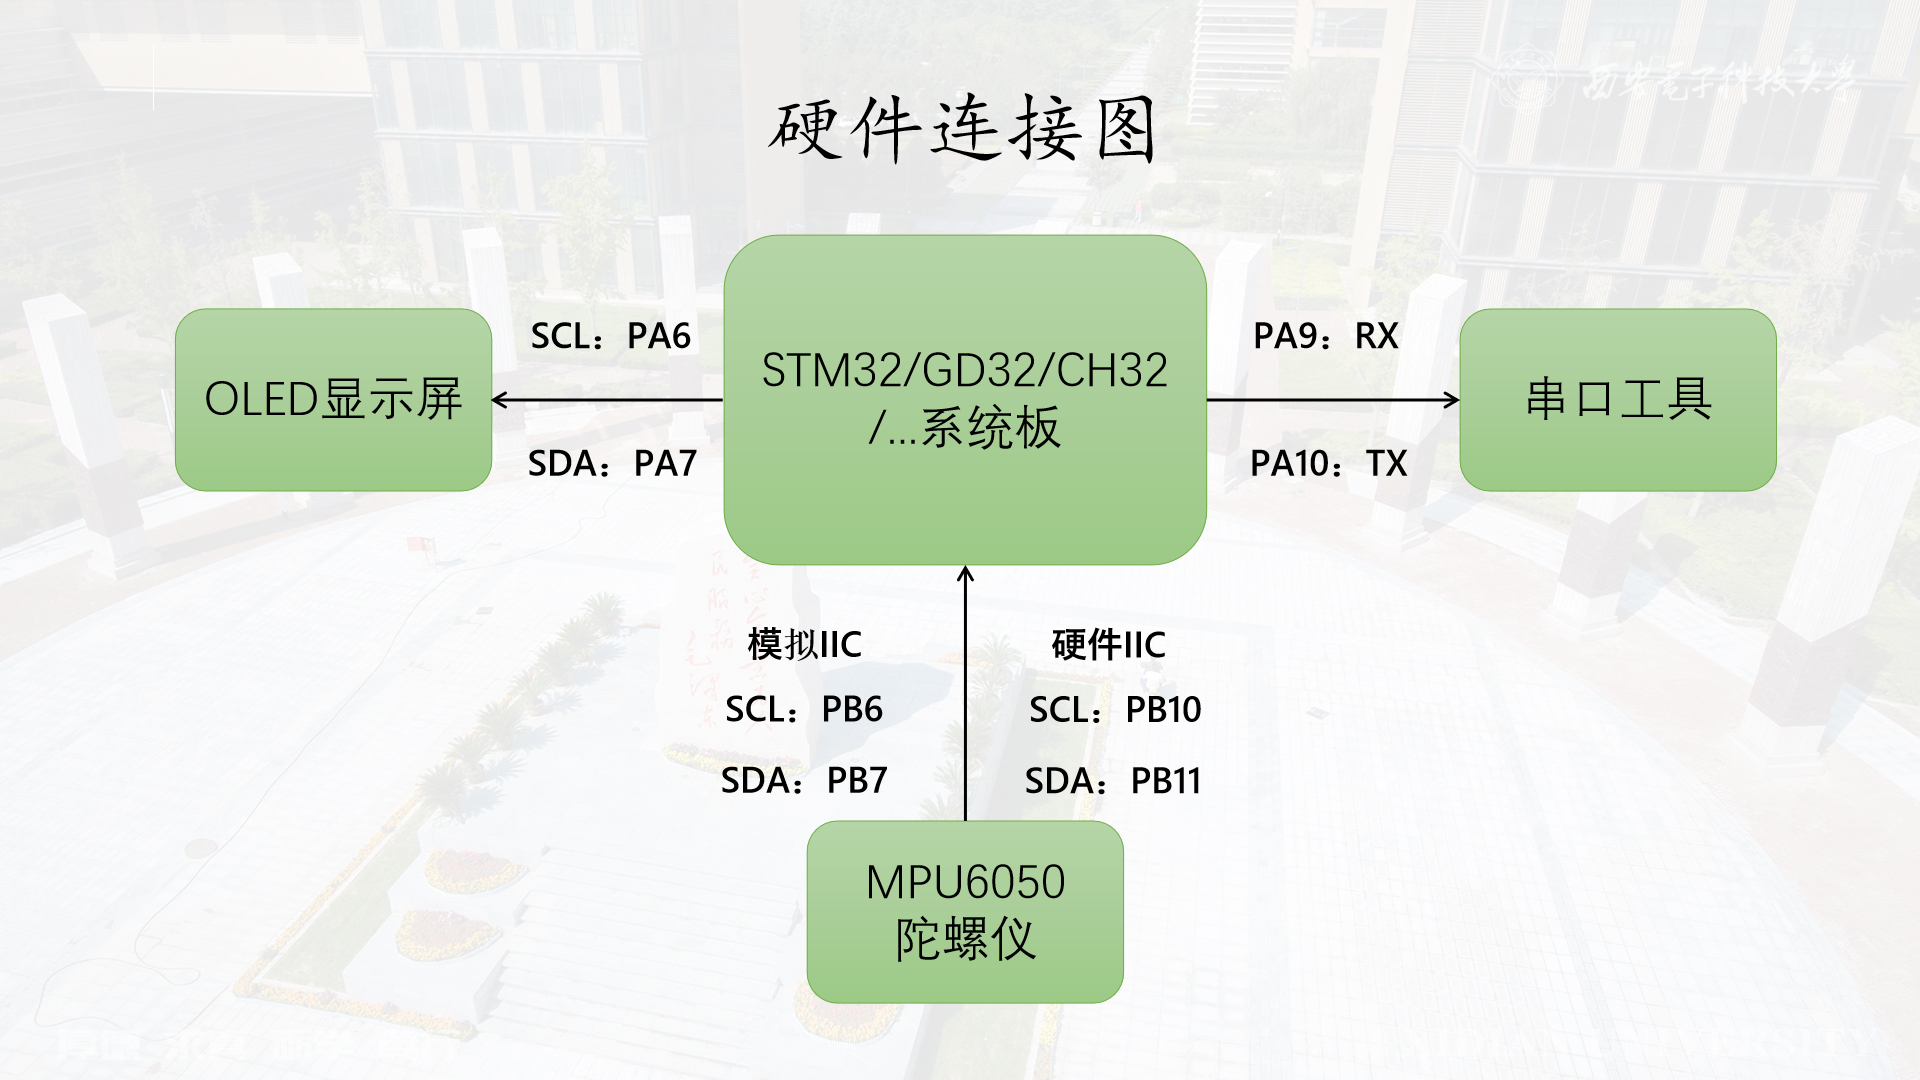 西安电子科技大学
硬件连接图
OLED显示屏
SCL：PA6
SDA：PA7
STM32/GD32/CH32
/...系统板
PA9：RX
PA10：TX
串口工具
模拟IIC
SCL：PB6
SDA：PB7
硬件IIC
SCL：PB10
SDA：PB11
MPU6050
陀螺仪